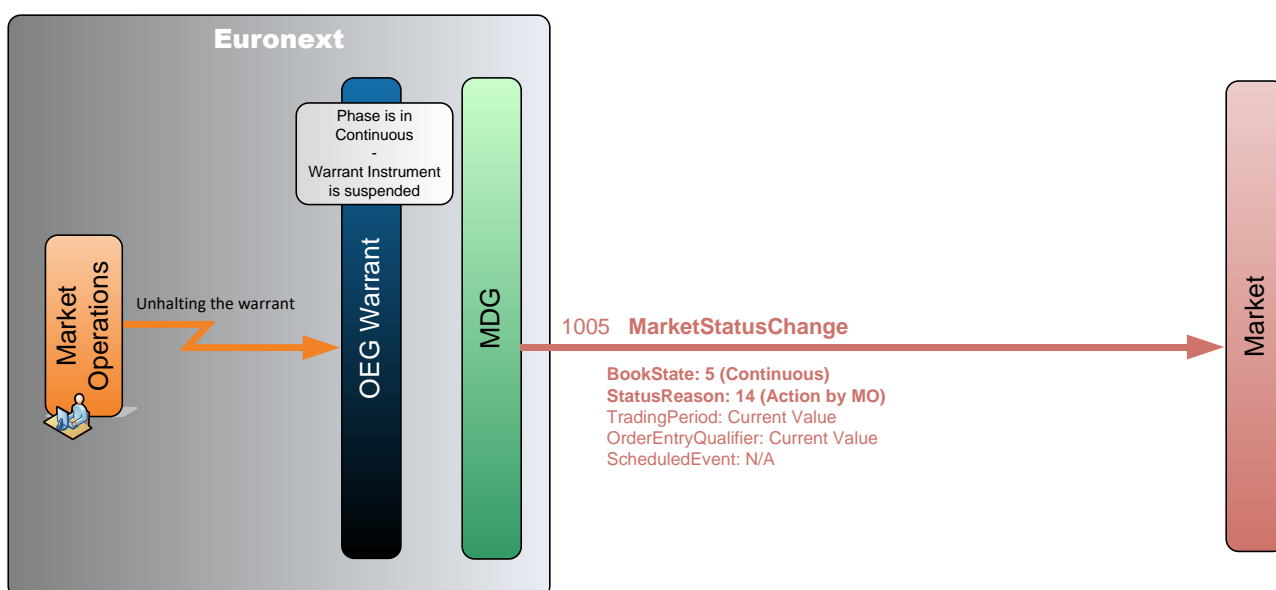 Euronext
Phase is in
Continuous
-
Warrant Instrument
is suspended
Market
Operations
Unhalting the warrant
OEG Warrant
MDG
1005 MarketStatusChange
BookState: 5 (Continuous)
StatusReason: 14 (Action by MO)
TradingPeriod: Current Value
OrderEntryQualifier: Current Value
ScheduledEvent: N/A
Market